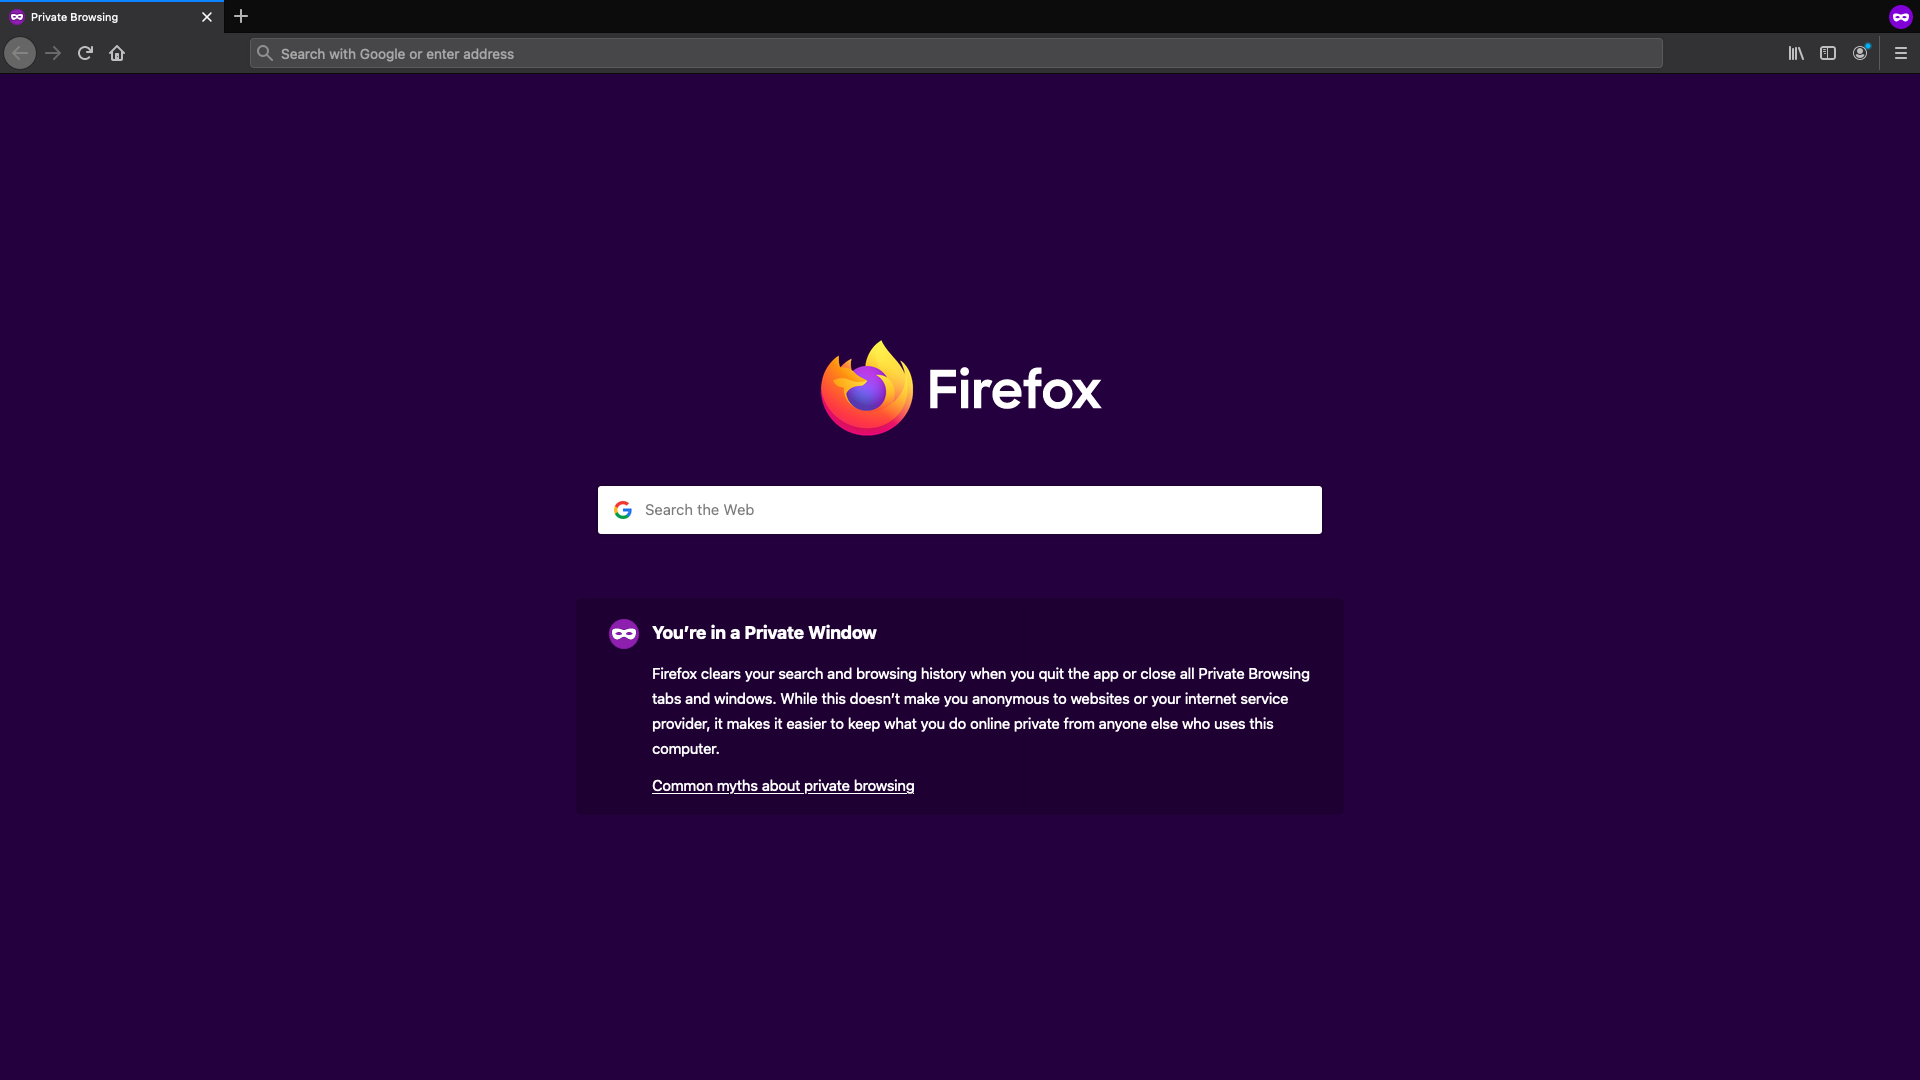 Private Browsing
Search with Google or enter address
Firefox
Search the Web
You're in a Private Window
Firefox clears your search and browsing history when you quit the app or close all Private Browsing
tabs and windows. While this doesn't make you anonymous to websites or your internet service
provider, it makes it easier to keep what you do online private from anyone else who uses this
computer.
Common myths about private browsing